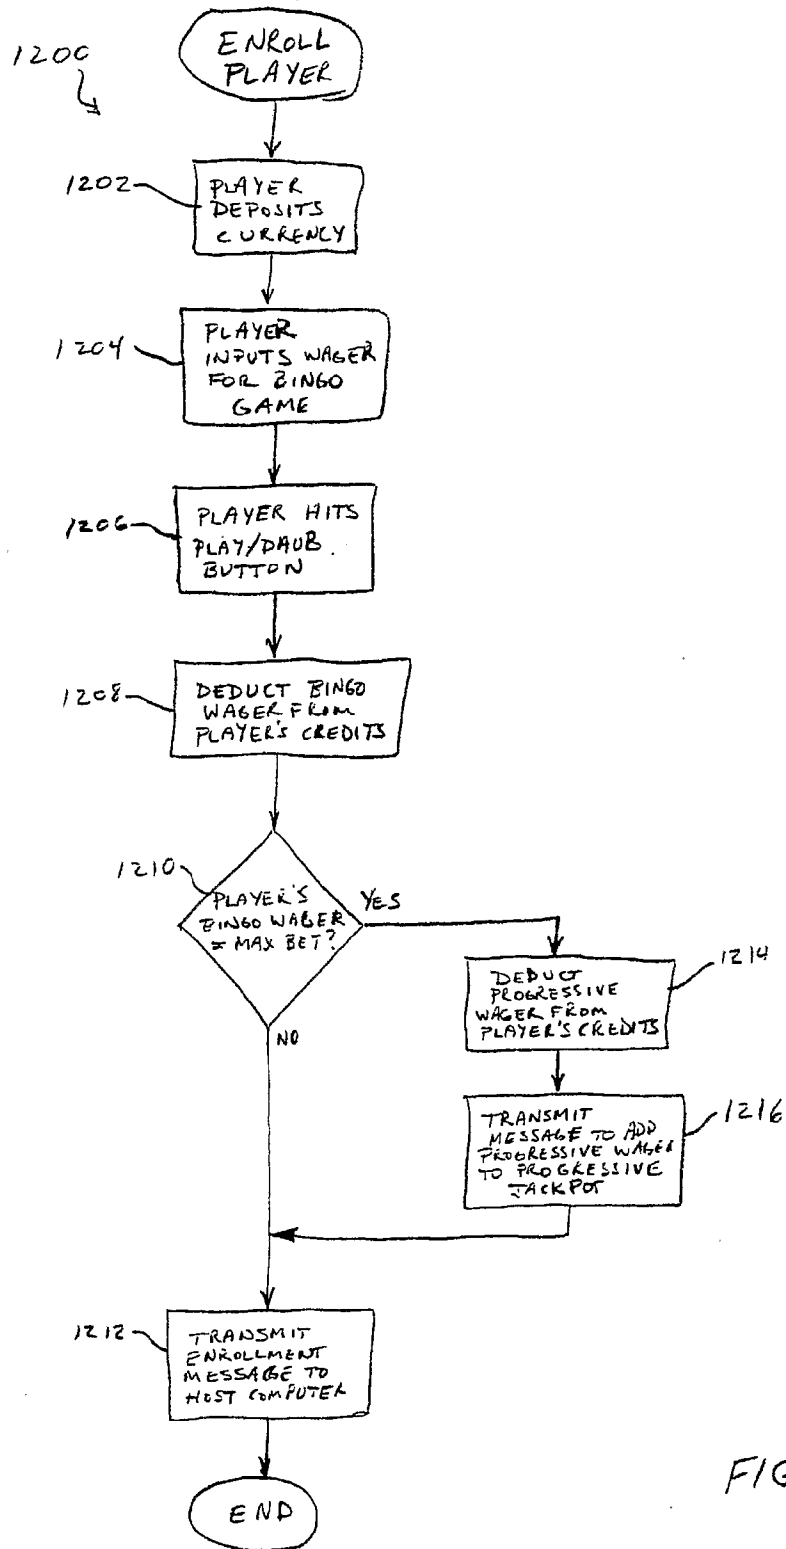 1200
ENROLL
PLAYER
1202
PLAYER
DEPOSITS
CURRENCY
1204
PLAYER
INPUTS WAGER
FOR BINGO
GAME
1206
PLAYER HITS
PLAY/DAUB
BUTTON
1208
DEDUCT BINGO
WAGER FROM
PLAYER'S CREDITS
1210
PLAYER'S
BINGO WAGER
= MAX BET?
YES
NO
1214
DEDUCT
PROGRESSIVE
WAGER FROM
PLAYER'S CREDITS
1216
TRANSMIT
MESSAGE TO ADD
PROGRESSIVE WAGER
TO PROGRESSIVE
JACKPOT
1212
TRANSMIT
ENROLLMENT
MESSAGE TO
HOST COMPUTER
END
FIG